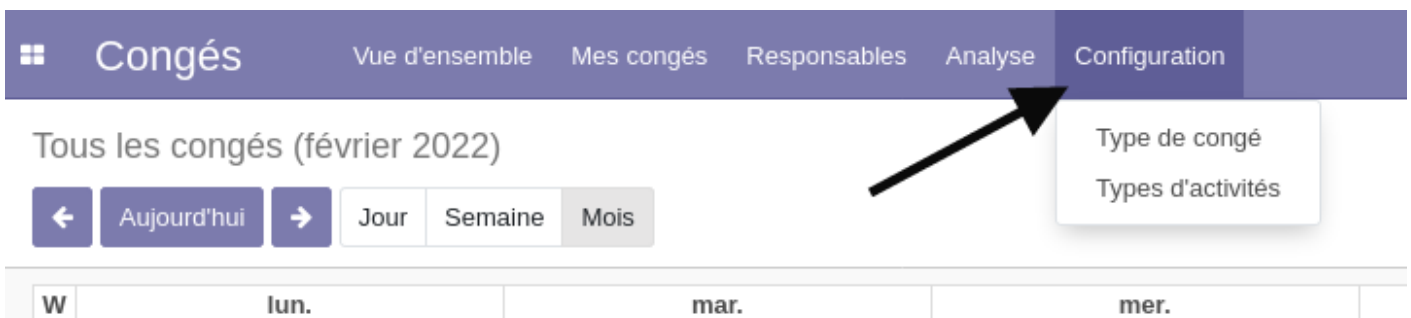 Congés Vue d'ensemble Mes congés Responsables Analyse Configuration
Type de congé
Types d'activités
Tous les congés (février 2022)
Aujourd'hui Jour Semaine Mois
W lun. mar. mer.